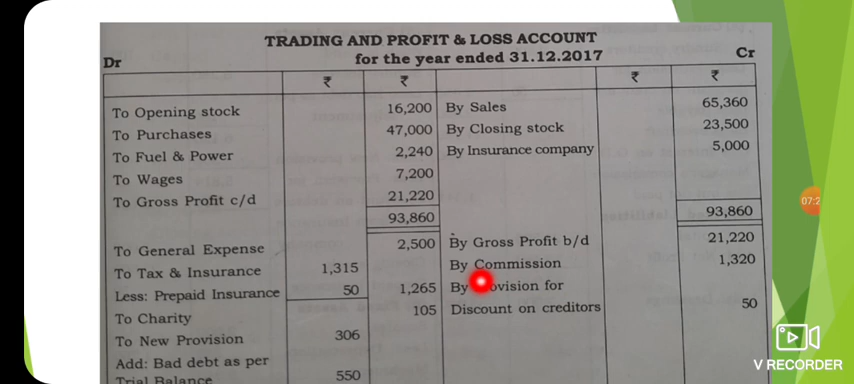 TRADING AND PROFIT & LOSS ACCOUNT
for the year ended 31.12.2017
Dr Cr
₹ ₹ ₹ ₹
To Opening stock 16,200 By Sales 65,360
To Purchases 47,000 By Closing stock 23,500
To Fuel & Power 2,240 By Insurance company 5,000
To Wages 7,200
To Gross Profit c/d 21,220
93,860 93,860
To General Expense 2,500 By Gross Profit b/d 21,220
To Tax & Insurance 1,315 By Commission 1,320
Less: Prepaid Insurance 50 1,265 By for
To Charity 105 Discount on creditors 50
To New Provision 306
Add: Bad debt as per
Trial Balance 550
07:2
V RECORDER